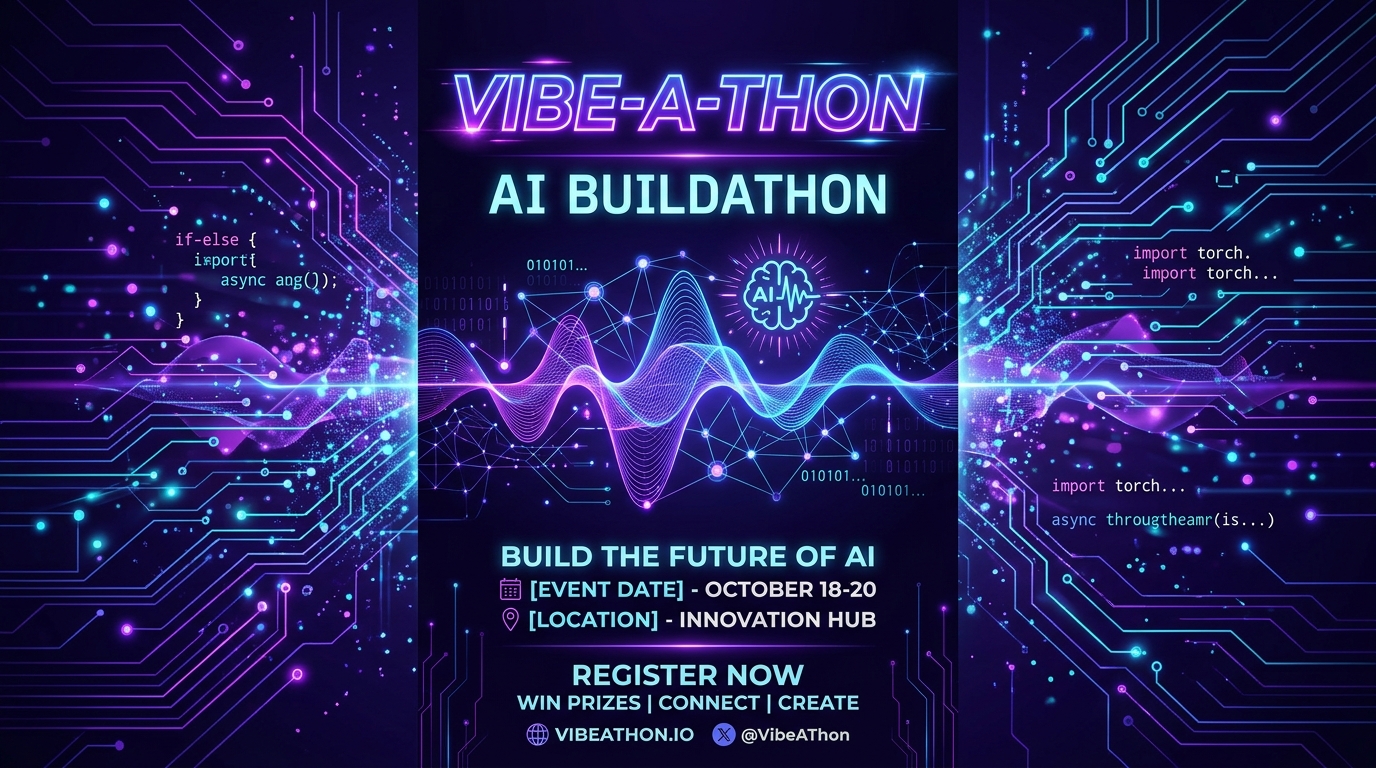 VIBE-A-THON
AI BUILDATHON
if-else {
import{
async ang());
}
}
import torch.
import torch...
010101...
AI
010101...
010101...
import torch...
async througtheamr(is...)
BUILD THE FUTURE OF AI
[EVENT DATE] - OCTOBER 18-20
[LOCATION] - INNOVATION HUB
REGISTER NOW
WIN PRIZES | CONNECT | CREATE
VIBEATHON.IO @VibeAThon